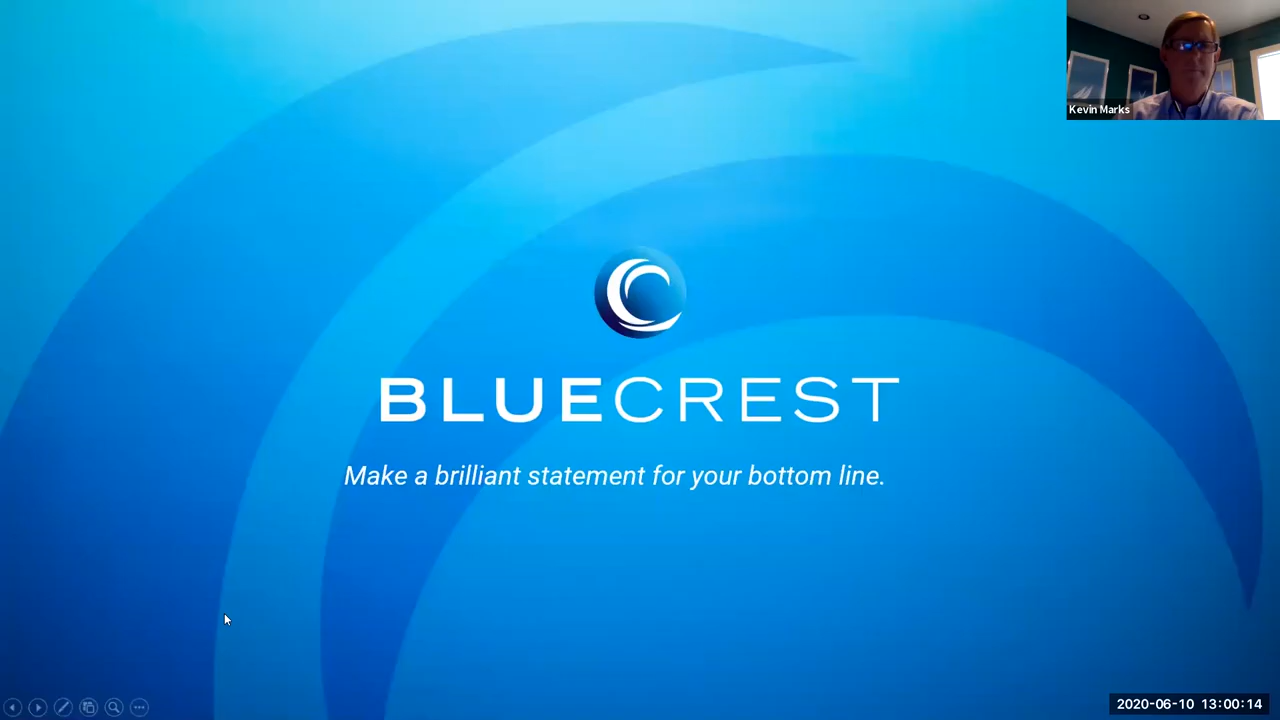 Kevin Marks
BLUECREST
Make a brilliant statement for your bottom line.
2020-06-10 13:00:14